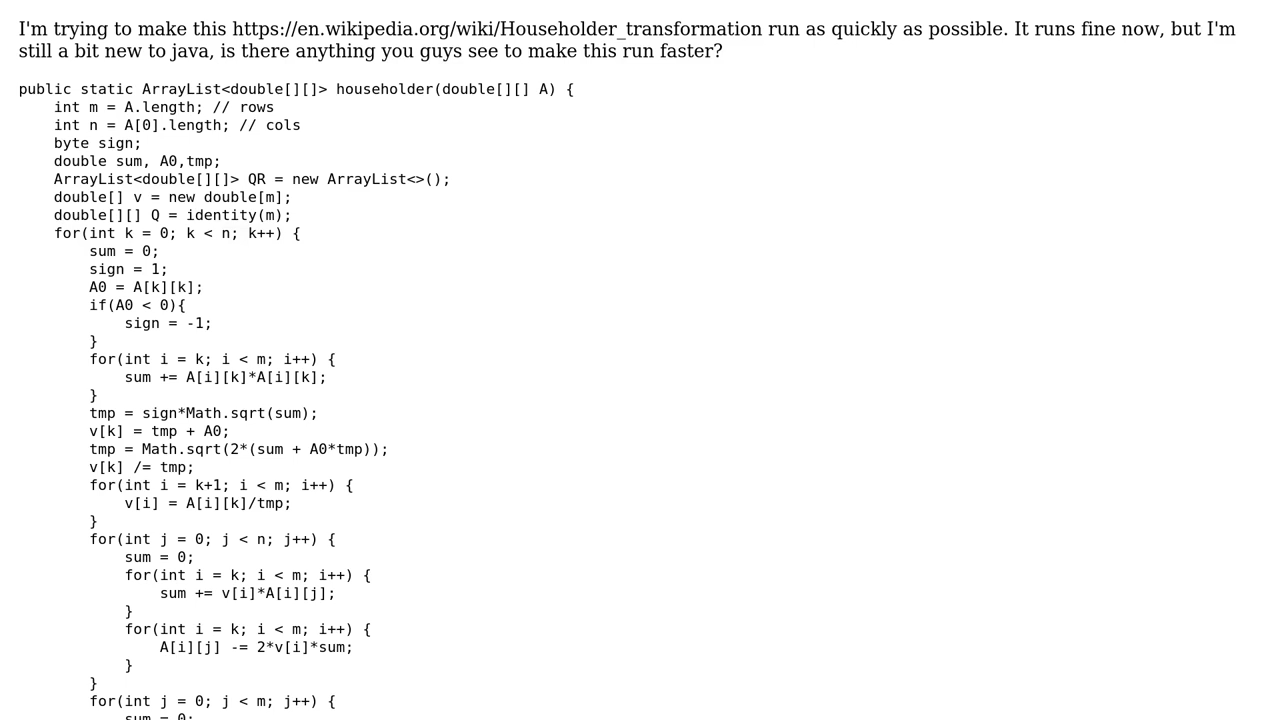 I'm trying to make this https://en.wikipedia.org/wiki/Householder_transformation run as quickly as possible. It runs fine now, but I'm
still a bit new to java, is there anything you guys see to make this run faster?
public static ArrayList<double[][]> householder(double[][] A) {
    int m = A.length; // rows
    int n = A[0].length; // cols
    byte sign;
    double sum, A0,tmp;
    ArrayList<double[][]> QR = new ArrayList<>();
    double[] v = new double[m];
    double[][] Q = identity(m);
    for(int k = 0; k < n; k++) {
        sum = 0;
        sign = 1;
        A0 = A[k][k];
        if(A0 < 0){
            sign = -1;
        }
        for(int i = k; i < m; i++) {
            sum += A[i][k]*A[i][k];
        }
        tmp = sign*Math.sqrt(sum);
        v[k] = tmp + A0;
        tmp = Math.sqrt(2*(sum + A0*tmp));
        v[k] /= tmp;
        for(int i = k+1; i < m; i++) {
            v[i] = A[i][k]/tmp;
        }
        for(int j = 0; j < n; j++) {
            sum = 0;
            for(int i = k; i < m; i++) {
                sum += v[i]*A[i][j];
            }
            for(int i = k; i < m; i++) {
                A[i][j] -= 2*v[i]*sum;
            }
        }
        for(int j = 0; j < m; j++) {
            sum = 0;